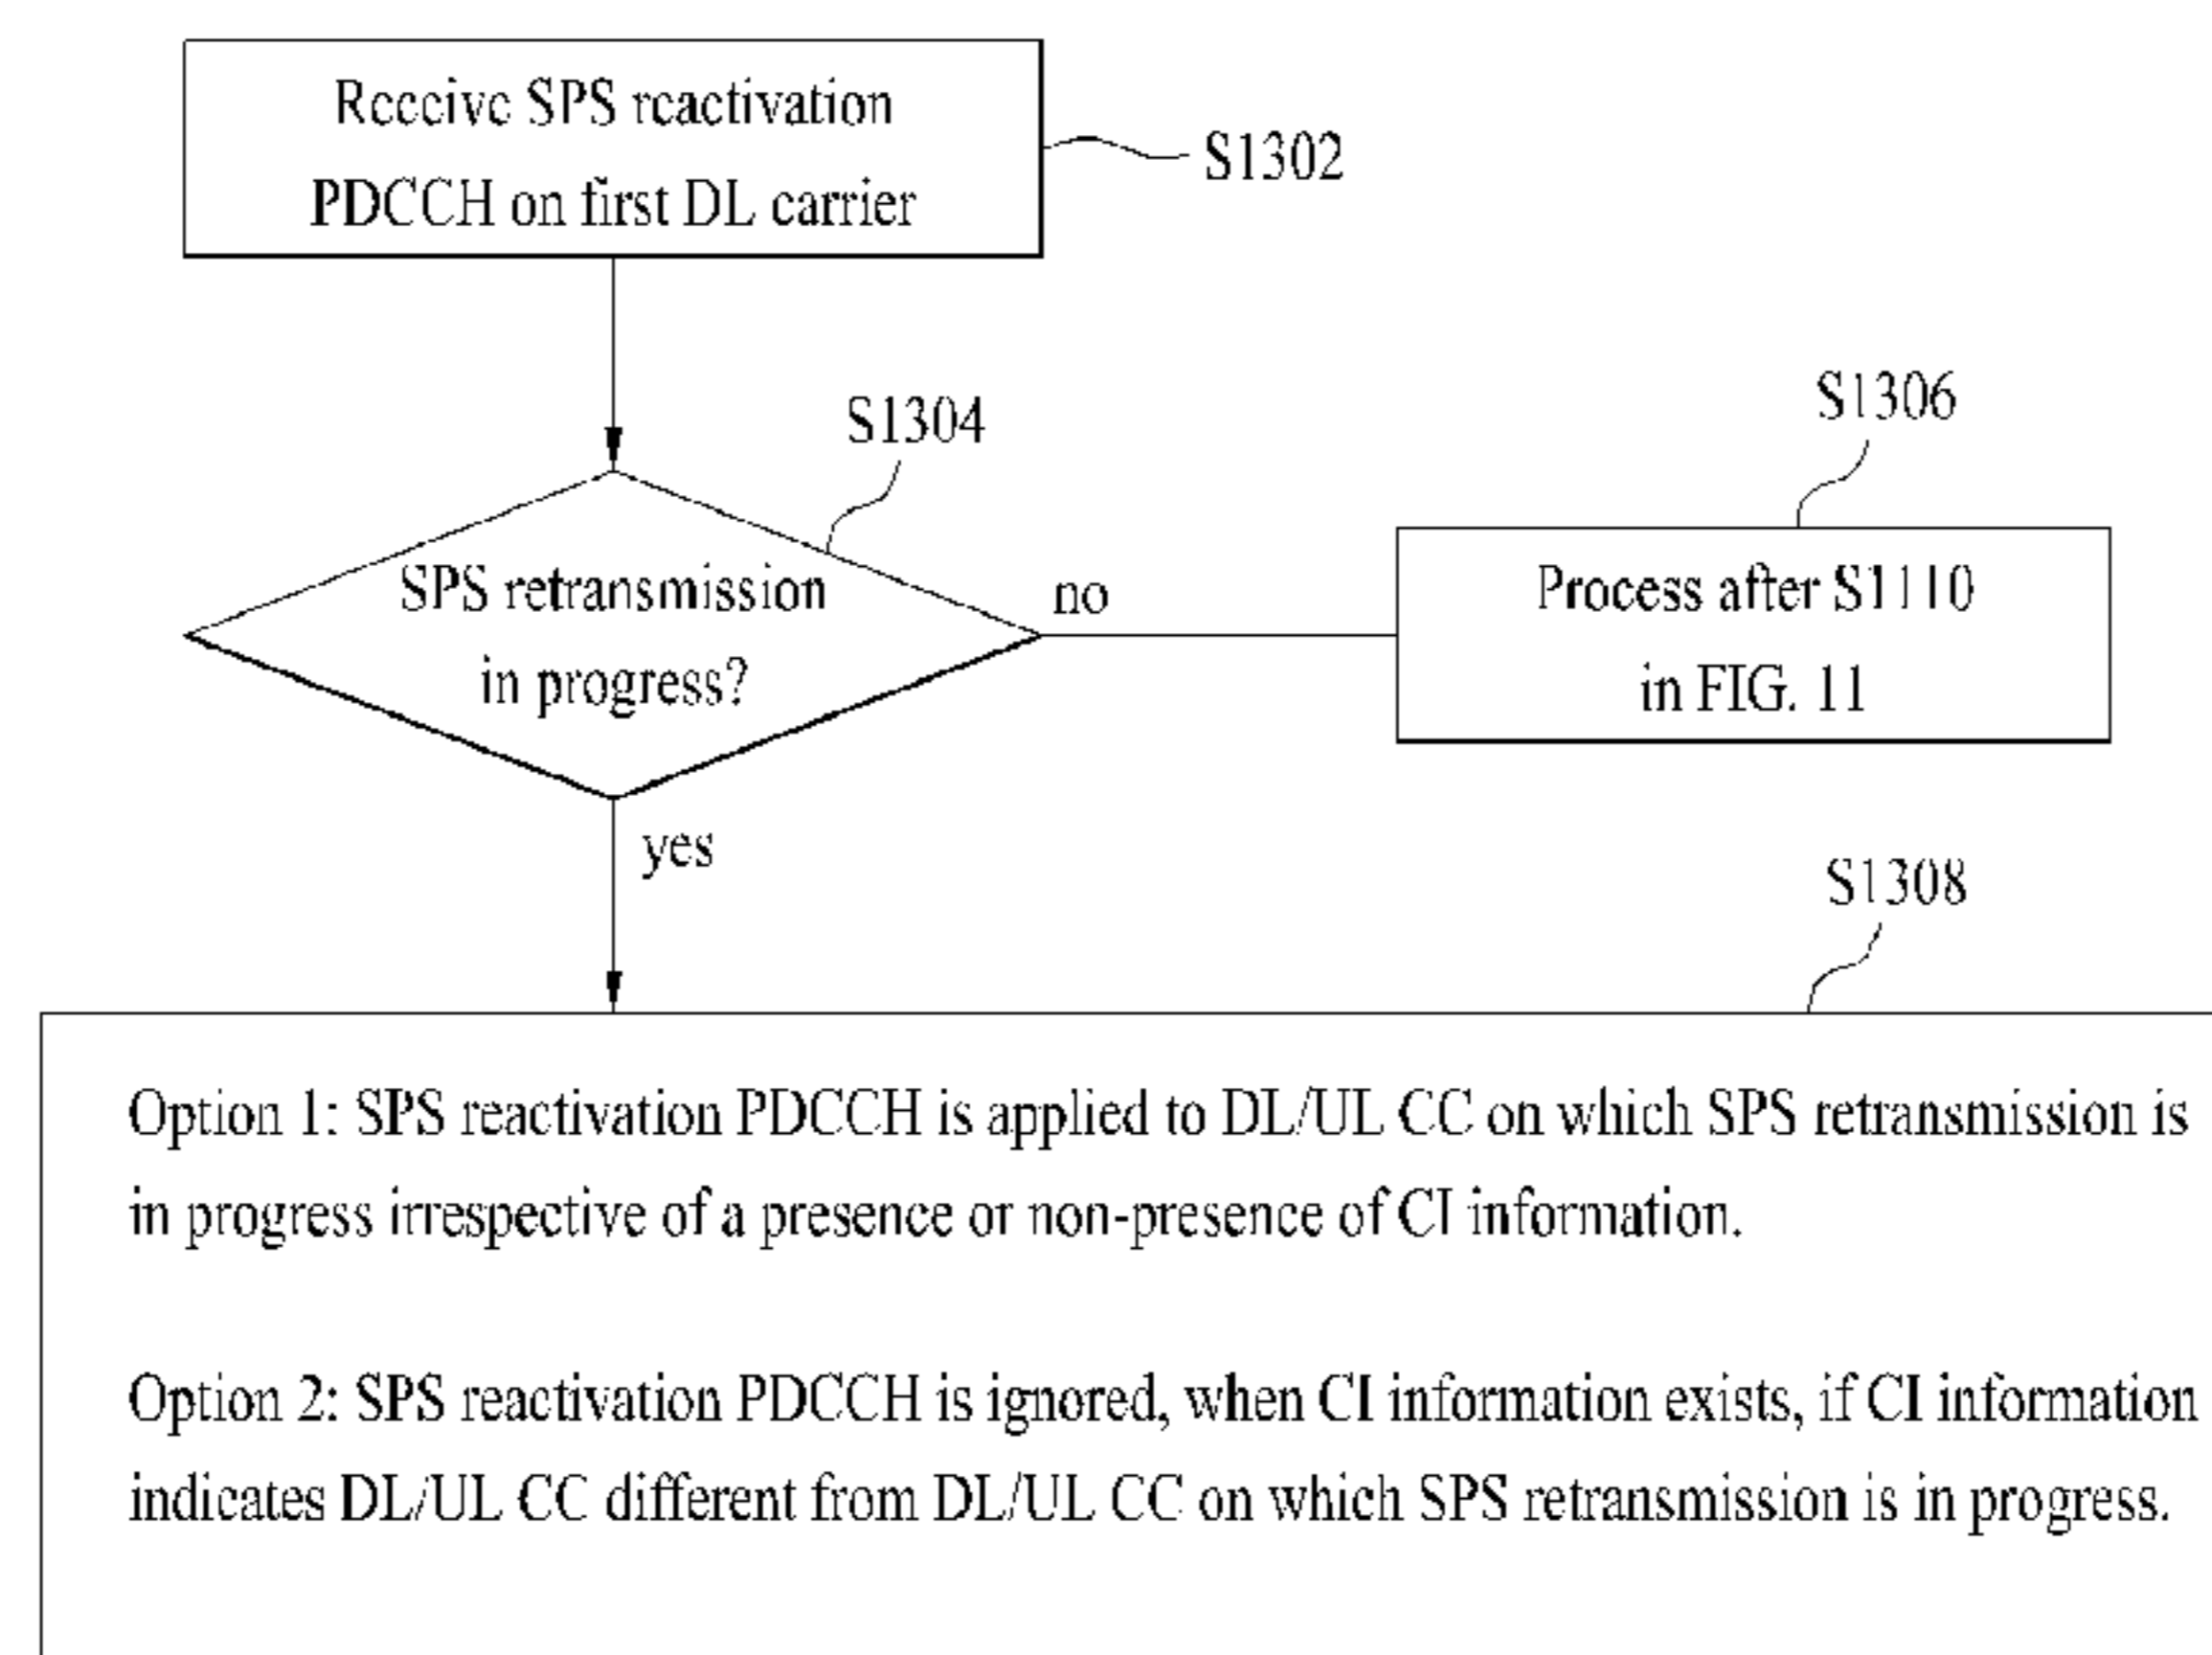 Receive SPS reactivation
PDCCH on first DL carrier
S1302
S1304
SPS retransmission
in progress?
no
S1306
Process after S1110
in FIG. 11
yes
S1308
Option 1: SPS reactivation PDCCH is applied to DL/UL CC on which SPS retransmission is
in progress irrespective of a presence or non-presence of CI information.
Option 2: SPS reactivation PDCCH is ignored, when CI information exists, if CI information
indicates DL/UL CC different from DL/UL CC on which SPS retransmission is in progress.